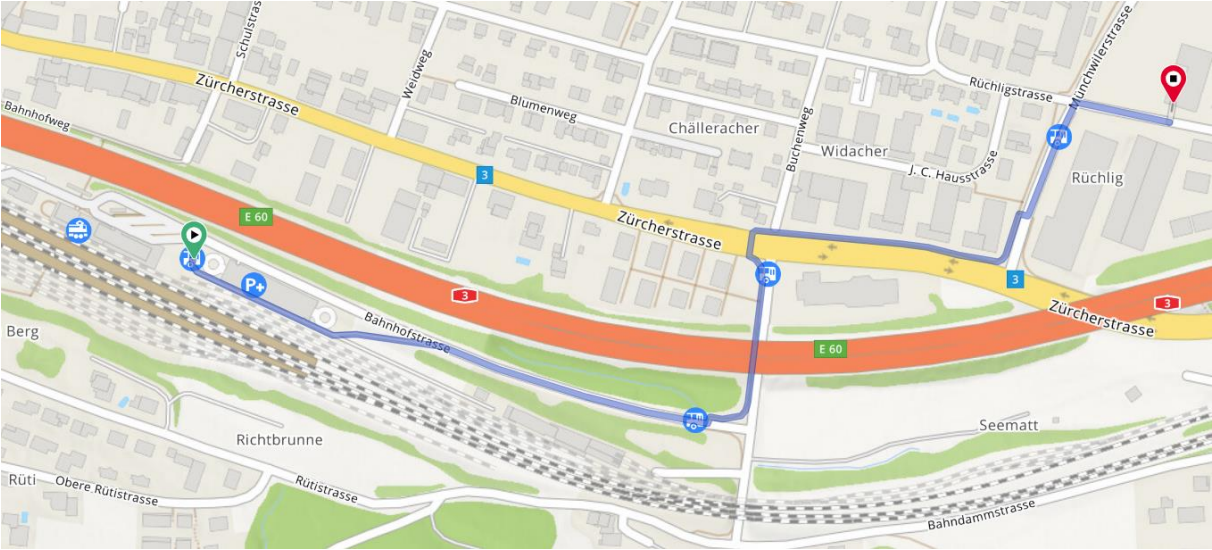 Schulstras
Zürcherstrasse
Weidweg
Bahnhofweg
Blumenweg
Chälleracher
Buchenweg
Widacher
J. C. Hausstrasse
Rüchligstrasse
Münchwilerstrasse
Rüchlig
3
E 60
Zürcherstrasse
3
3
Zürcherstrasse
3
P+
Bahnhofstrasse
E 60
Berg
Richtbrunne
Seematt
Rüti
Obere Rütistrasse
Rütistrasse
Bahndammstrasse